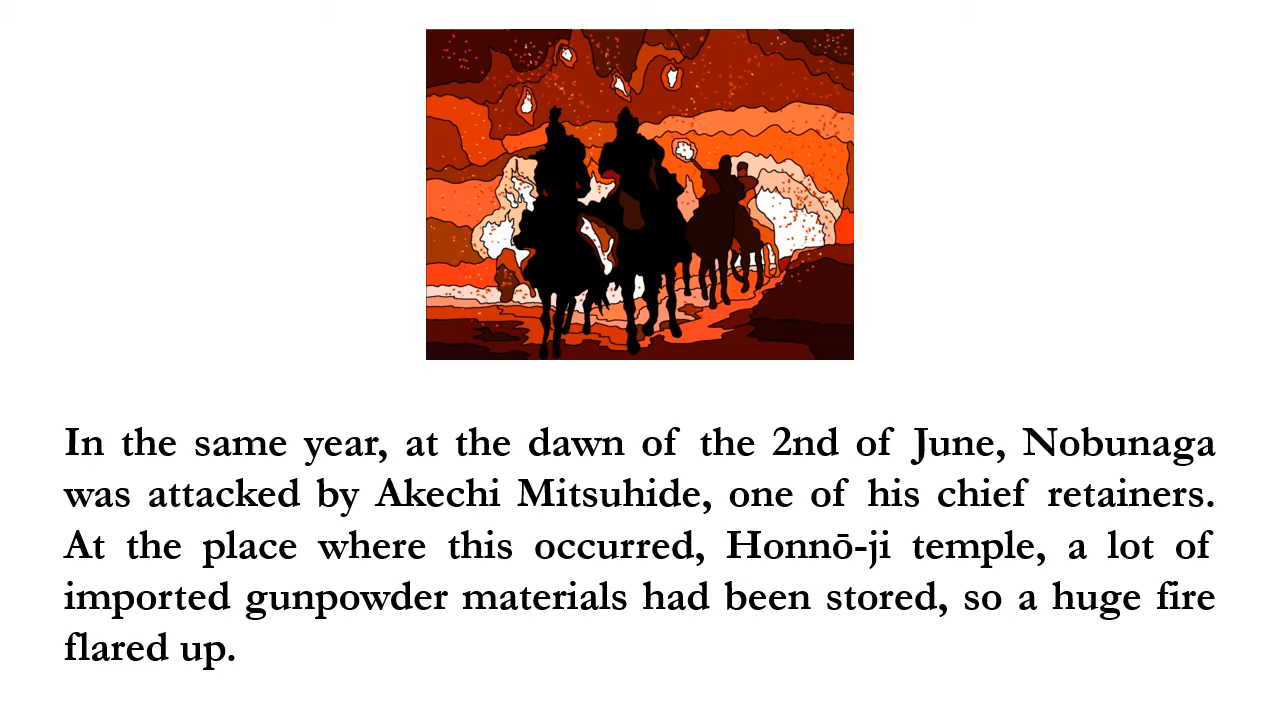 In the same year, at the dawn of the 2nd of June, Nobunaga
was attacked by Akechi Mitsuhide, one of his chief retainers.
At the place where this occurred, Honnō-ji temple, a lot of
imported gunpowder materials had been stored, so a huge fire
flared up.